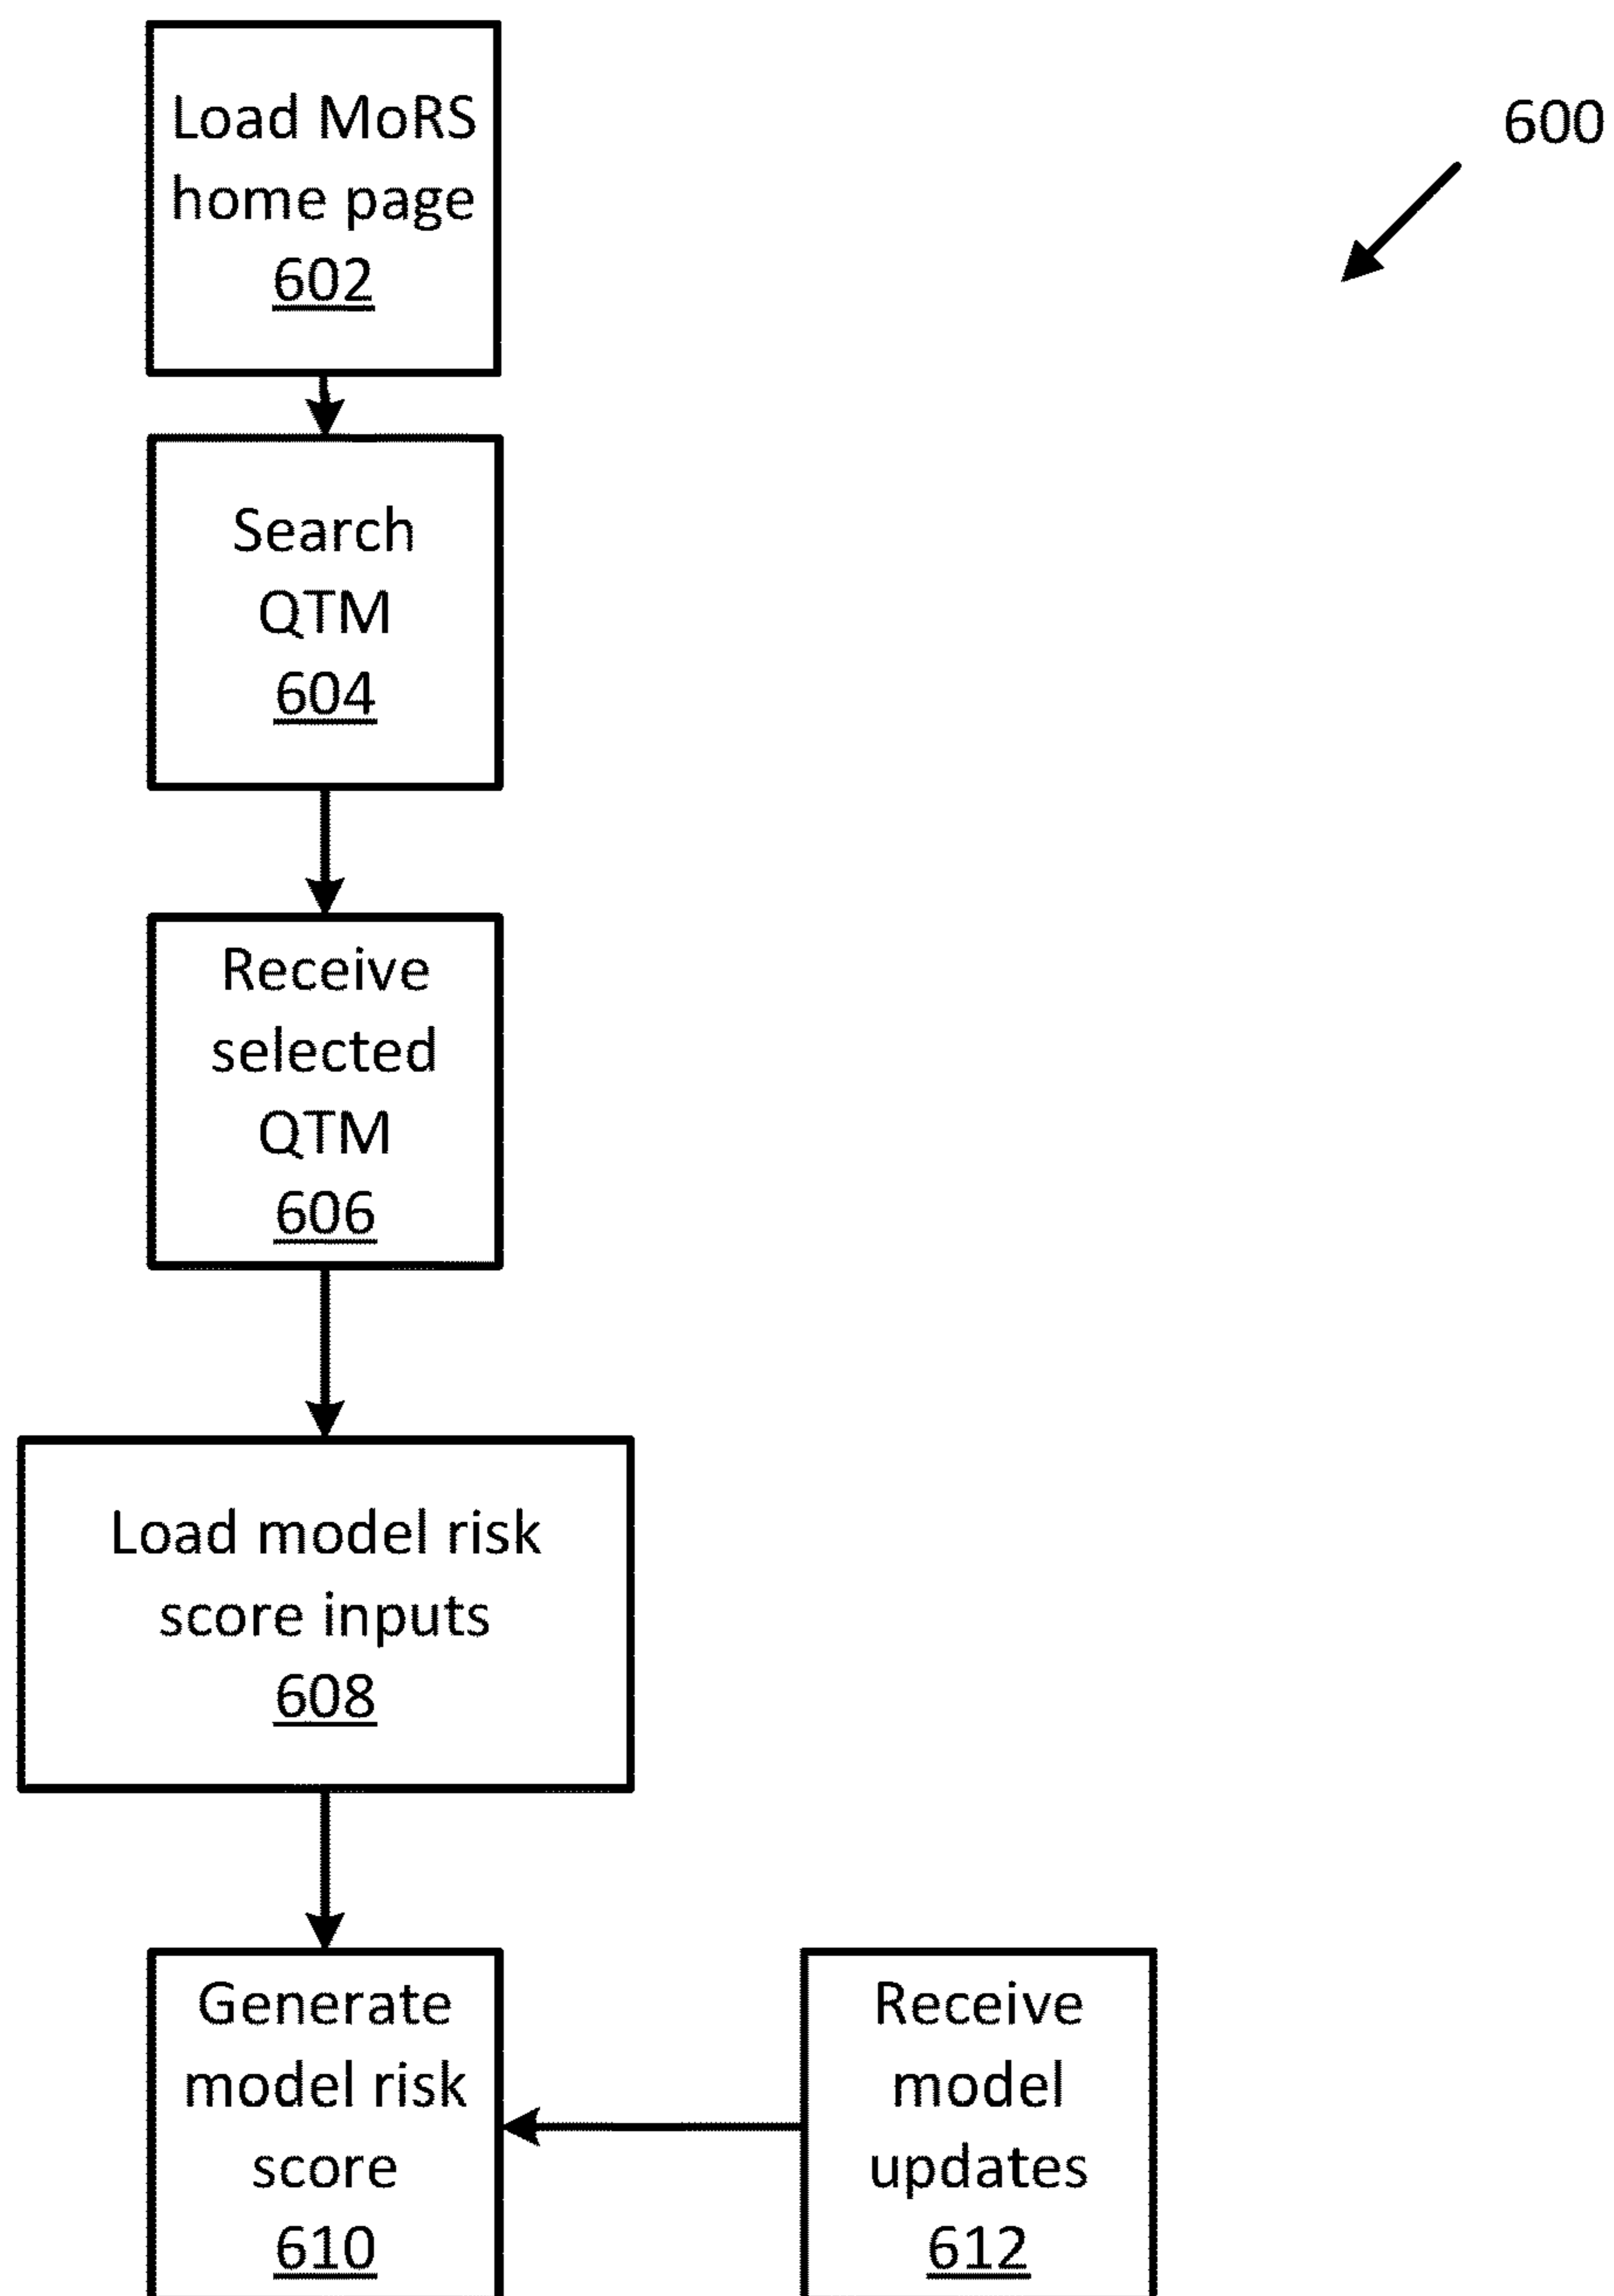 Load MoRS
home page
602
600
Search
QTM
604
Receive
selected
QTM
606
Load model risk
score inputs
608
Generate
model risk
score
610
Receive
model
updates
612